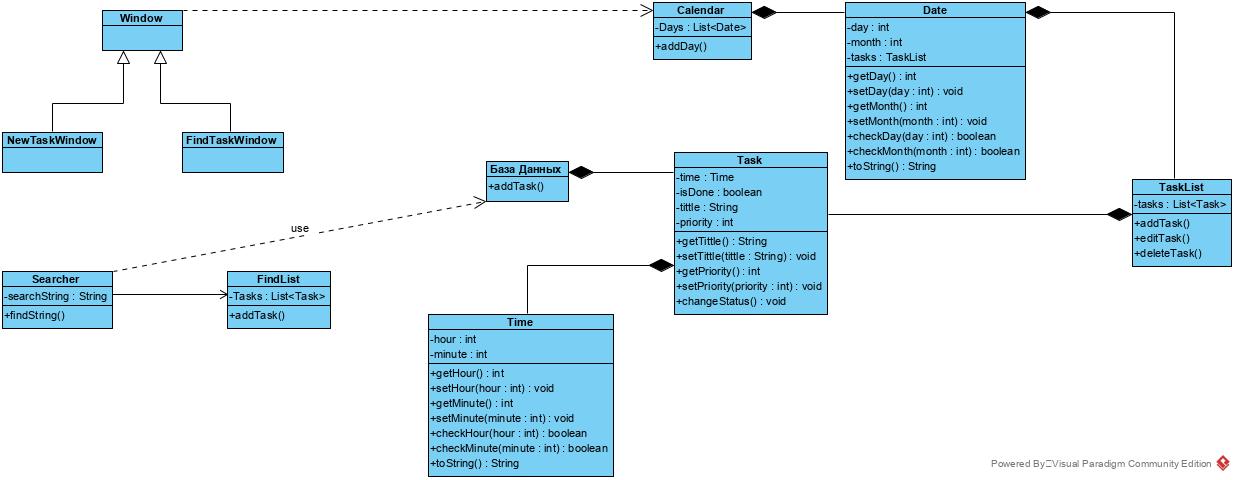 Window
NewTaskWindow
FindTaskWindow
Calendar
-Days : List<Date>
+addDay()
Date
-day : int
-month : int
-tasks : TaskList
+getDay() : int
+setDay(day : int) : void
+getMonth() : int
+setMonth(month : int) : void
+checkDay(day : int) : boolean
+checkMonth(month : int) : boolean
+toString() : String
База Данных
+addTask()
Task
-time : Time
-isDone : boolean
-tittle : String
-priority : int
+getTittle() : String
+setTittle(tittle : String) : void
+getPriority() : int
+setPriority(priority : int) : void
+changeStatus() : void
TaskList
-tasks : List<Task>
+addTask()
+editTask()
+deleteTask()
use
Searcher
-searchString : String
+findString()
FindList
-Tasks : List<Task>
+addTask()
Time
-hour : int
-minute : int
+getHour() : int
+setHour(hour : int) : void
+getMinute() : int
+setMinute(minute : int) : void
+checkHour(hour : int) : boolean
+checkMinute(minute : int) : boolean
+toString() : String
Powered By Visual Paradigm Community Edition